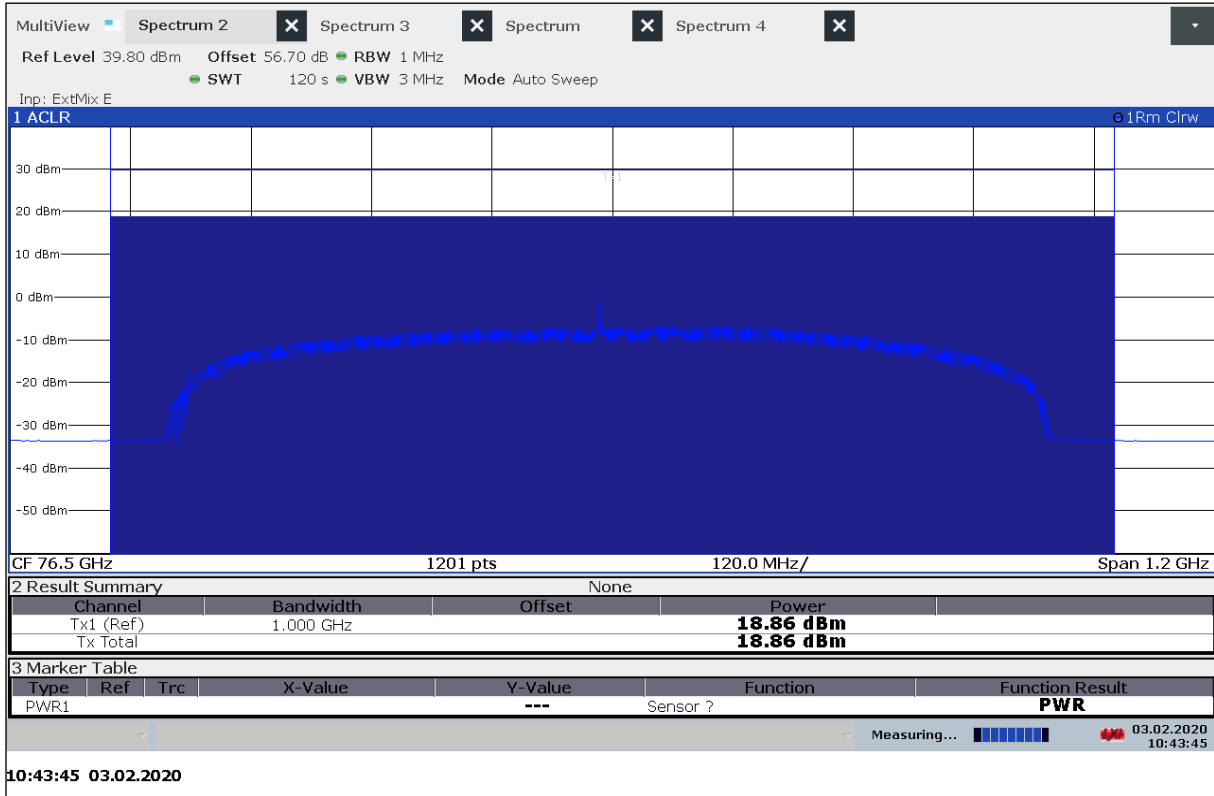 MultiView Spectrum 2 Spectrum 3 Spectrum Spectrum 4
Ref Level 39.80 dBm Offset 56.70 dB RBW 1 MHz
SWT 120 s VBW 3 MHz Mode Auto Sweep
Inp: ExtMix E
1 ACLR 1Rm Clrw
30 dBm
Tx1
20 dBm
10 dBm
0 dBm
-10 dBm
-20 dBm
-30 dBm
-40 dBm
-50 dBm
CF 76.5 GHz 1201 pts 120.0 MHz/ Span 1.2 GHz
2 Result Summary None
Channel Bandwidth Offset Power
Tx1 (Ref) 1.000 GHz 18.86 dBm
Tx Total 18.86 dBm
3 Marker Table
Type Ref Trc X-Value Y-Value Function Function Result
PWR1 --- Sensor ? PWR
Measuring... 03.02.2020
10:43:45
10:43:45 03.02.2020